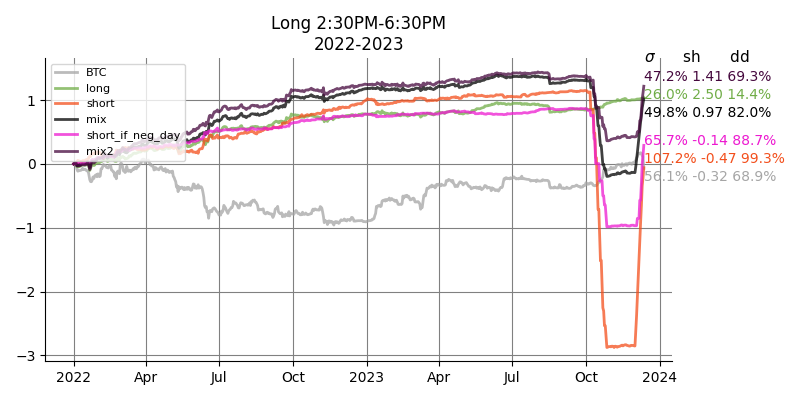 Long 2:30PM-6:30PM
2022-2023
σ sh dd
47.2% 1.41 69.3%
26.0% 2.50 14.4%
49.8% 0.97 82.0%
65.7% -0.14 88.7%
107.2% -0.47 99.3%
56.1% -0.32 68.9%
BTC
long
short
mix
short_if_neg_day
mix2
1
0
−1
−2
−3
2022 Apr Jul Oct 2023 Apr Jul Oct 2024